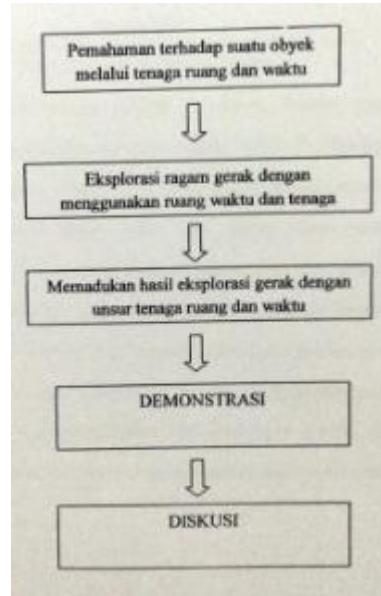 Pemahaman terhadap suatu obyek
melalui tenaga ruang dan waktu
Eksplorasi ragam gerak dengan
menggunakan ruang waktu dan tenaga
Memadukan hasil eksplorasi gerak dengan
unsur tenaga ruang dan waktu
DEMONSTRASI
DISKUSI